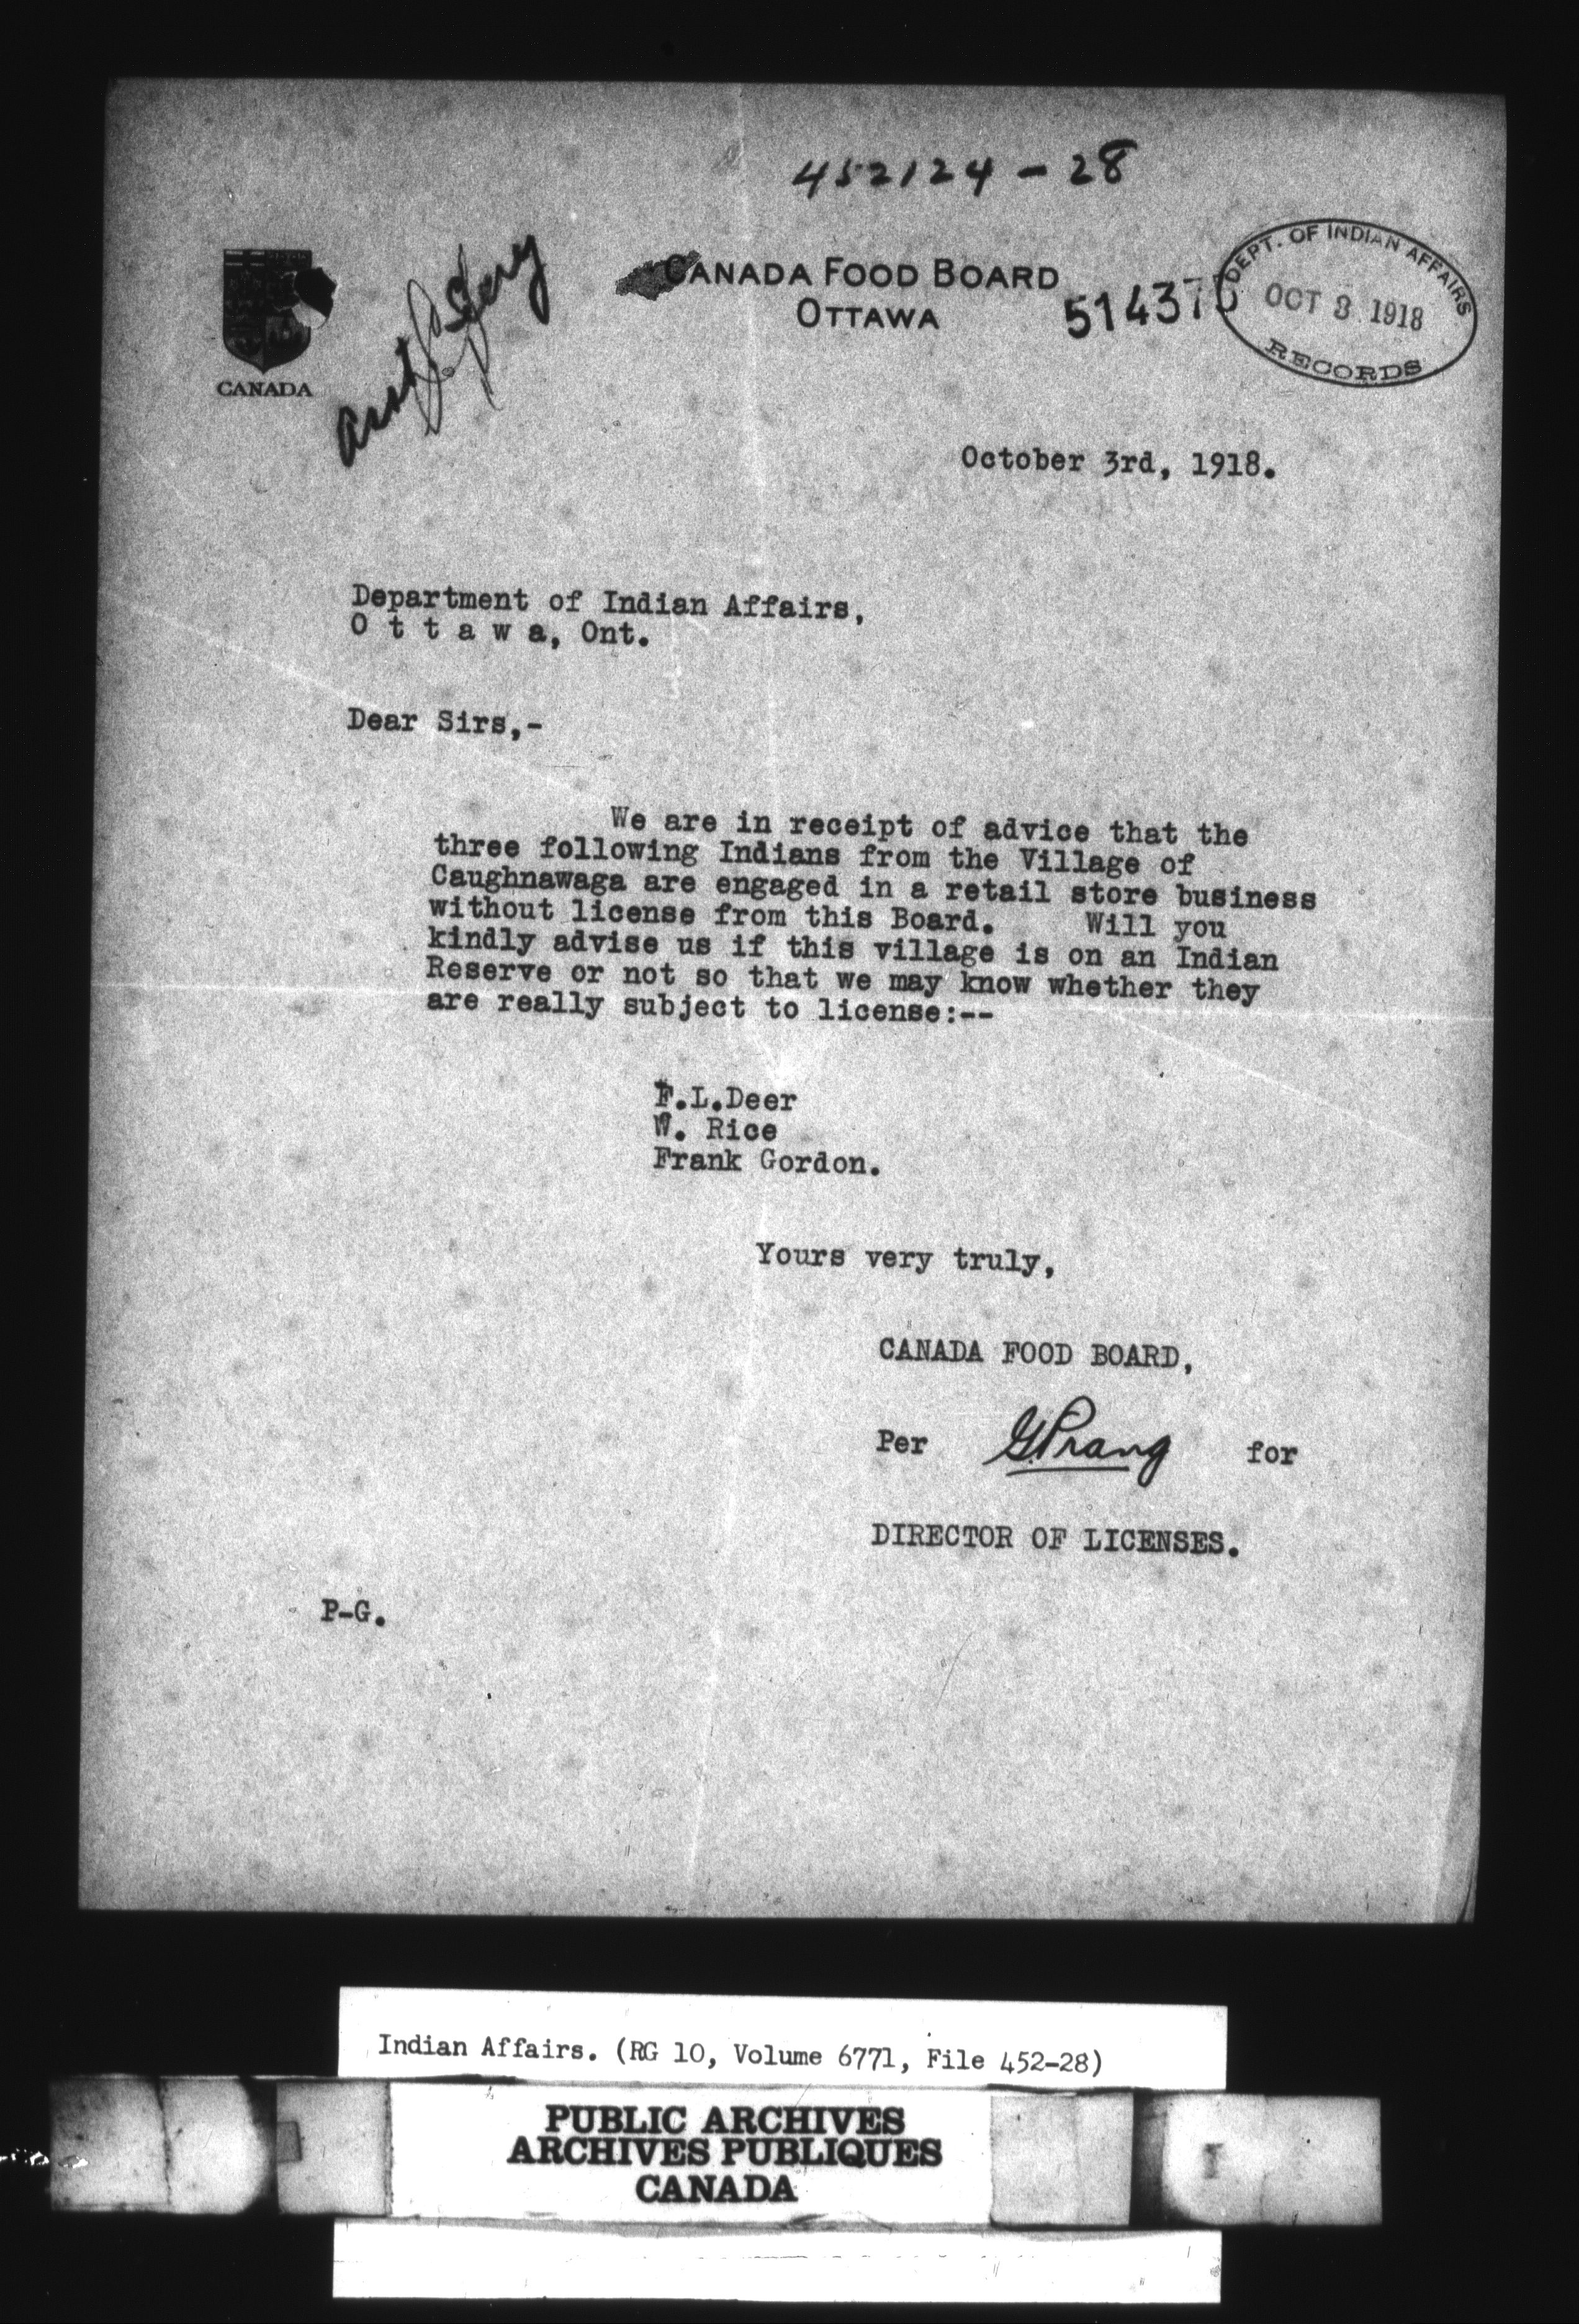 452124-28
CANADA FOOD BOARD
OTTAWA
CANADA
DEPT. OF INDIAN AFFAIRS
OCT 3 1918
RECORDS
October 3rd, 1918.
Department of Indian Affairs,
O t t a w a, Ont.
Dear Sirs,-
We are in receipt of advice that the
three following Indians from the Village of
Caughnawaga are engaged in a retail store business
without license from this Board. Will you
kindly advise us if this village is on an Indian
Reserve or not so that we may know whether they
are really subject to license:--
F.L.Deer
W. Rice
Frank Gordon.
Yours very truly,
CANADA FOOD BOARD,
Per G.Prang for
DIRECTOR OF LICENSES.
P-G.
Indian Affairs. (RG 10, Volume 6771, File 452-28)
PUBLIC ARCHIVES
ARCHIVES PUBLIQUES
CANADA